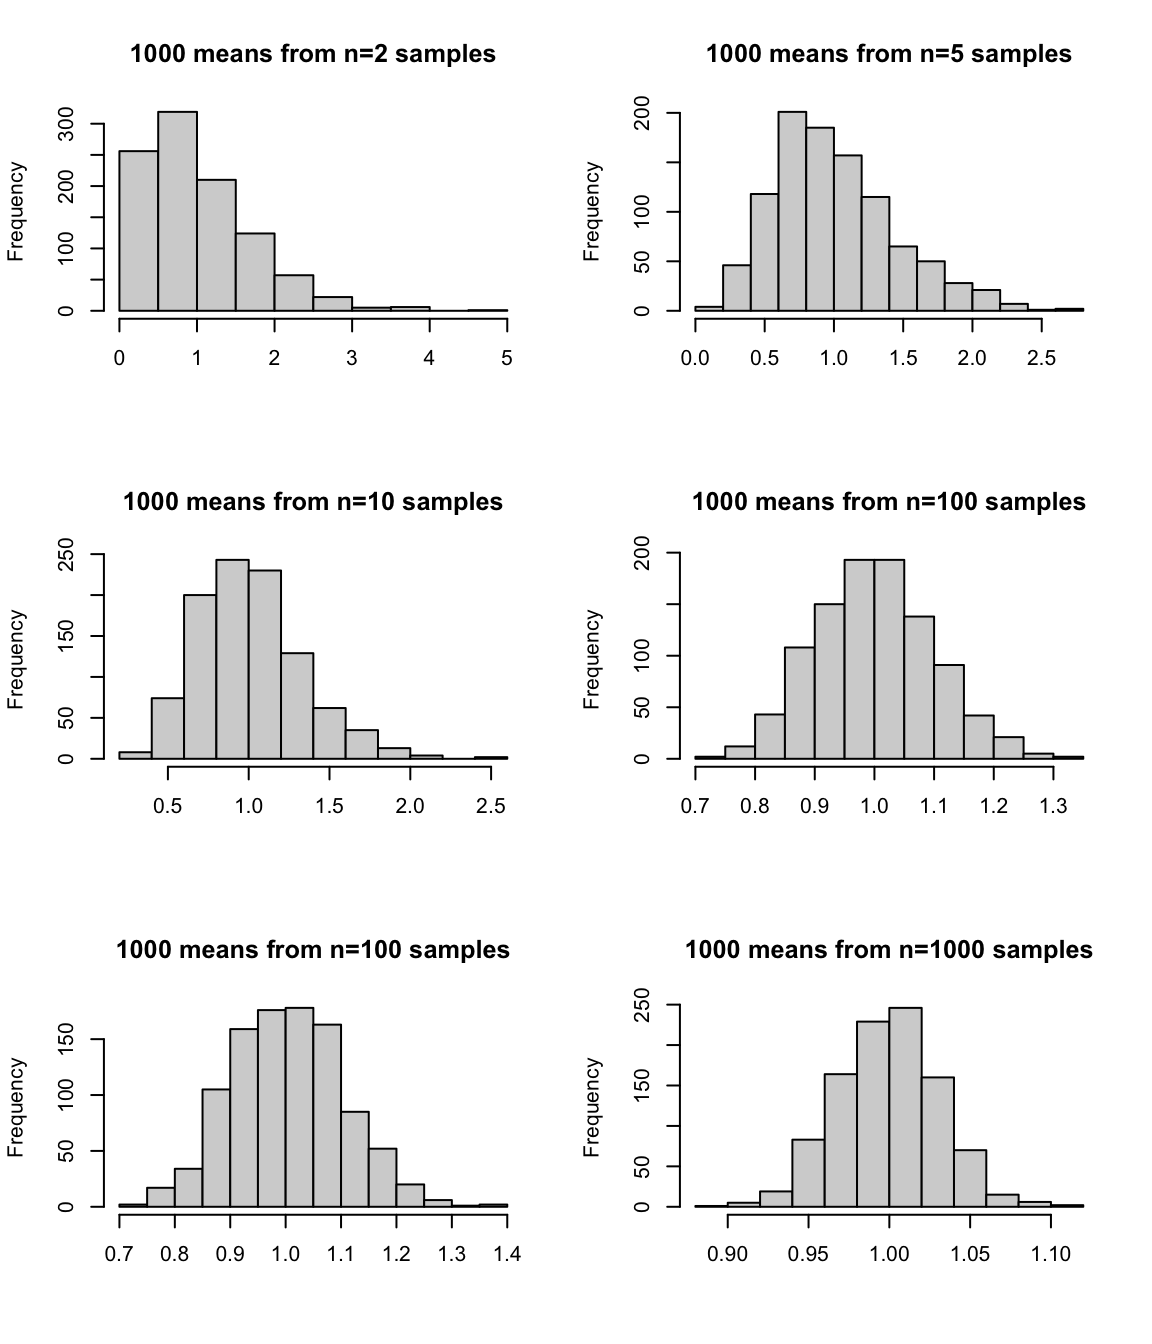 1000 means from n=2 samples
Frequency
0 100 200 300
0 1 2 3 4 5
1000 means from n=5 samples
Frequency
0 50 100 200
0.0 0.5 1.0 1.5 2.0 2.5
1000 means from n=10 samples
Frequency
0 50 150 250
0.5 1.0 1.5 2.0 2.5
1000 means from n=100 samples
Frequency
0 50 100 200
0.7 0.8 0.9 1.0 1.1 1.2 1.3
1000 means from n=100 samples
Frequency
0 50 100 150
0.7 0.8 0.9 1.0 1.1 1.2 1.3 1.4
1000 means from n=1000 samples
Frequency
0 50 150 250
0.90 0.95 1.00 1.05 1.10